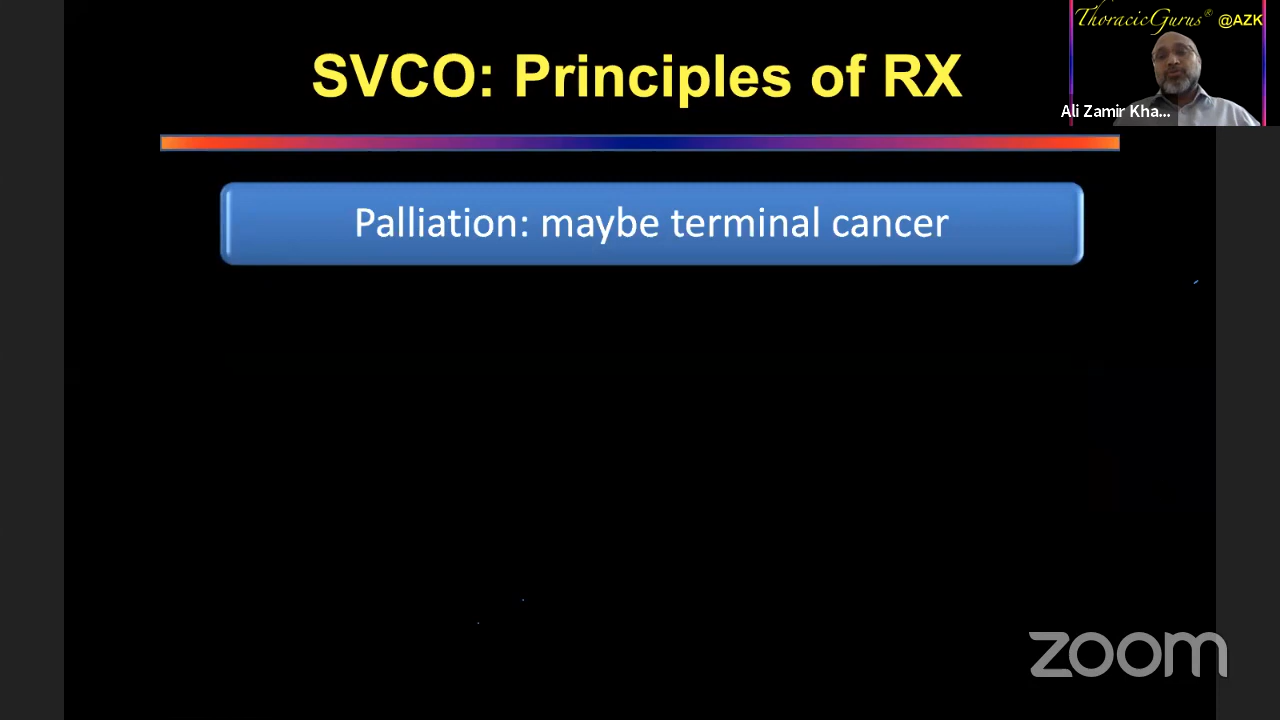 ThoracicGurus® @AZK
SVCO: Principles of RX
Ali Zamir Kha...
Palliation: maybe terminal cancer
zoom